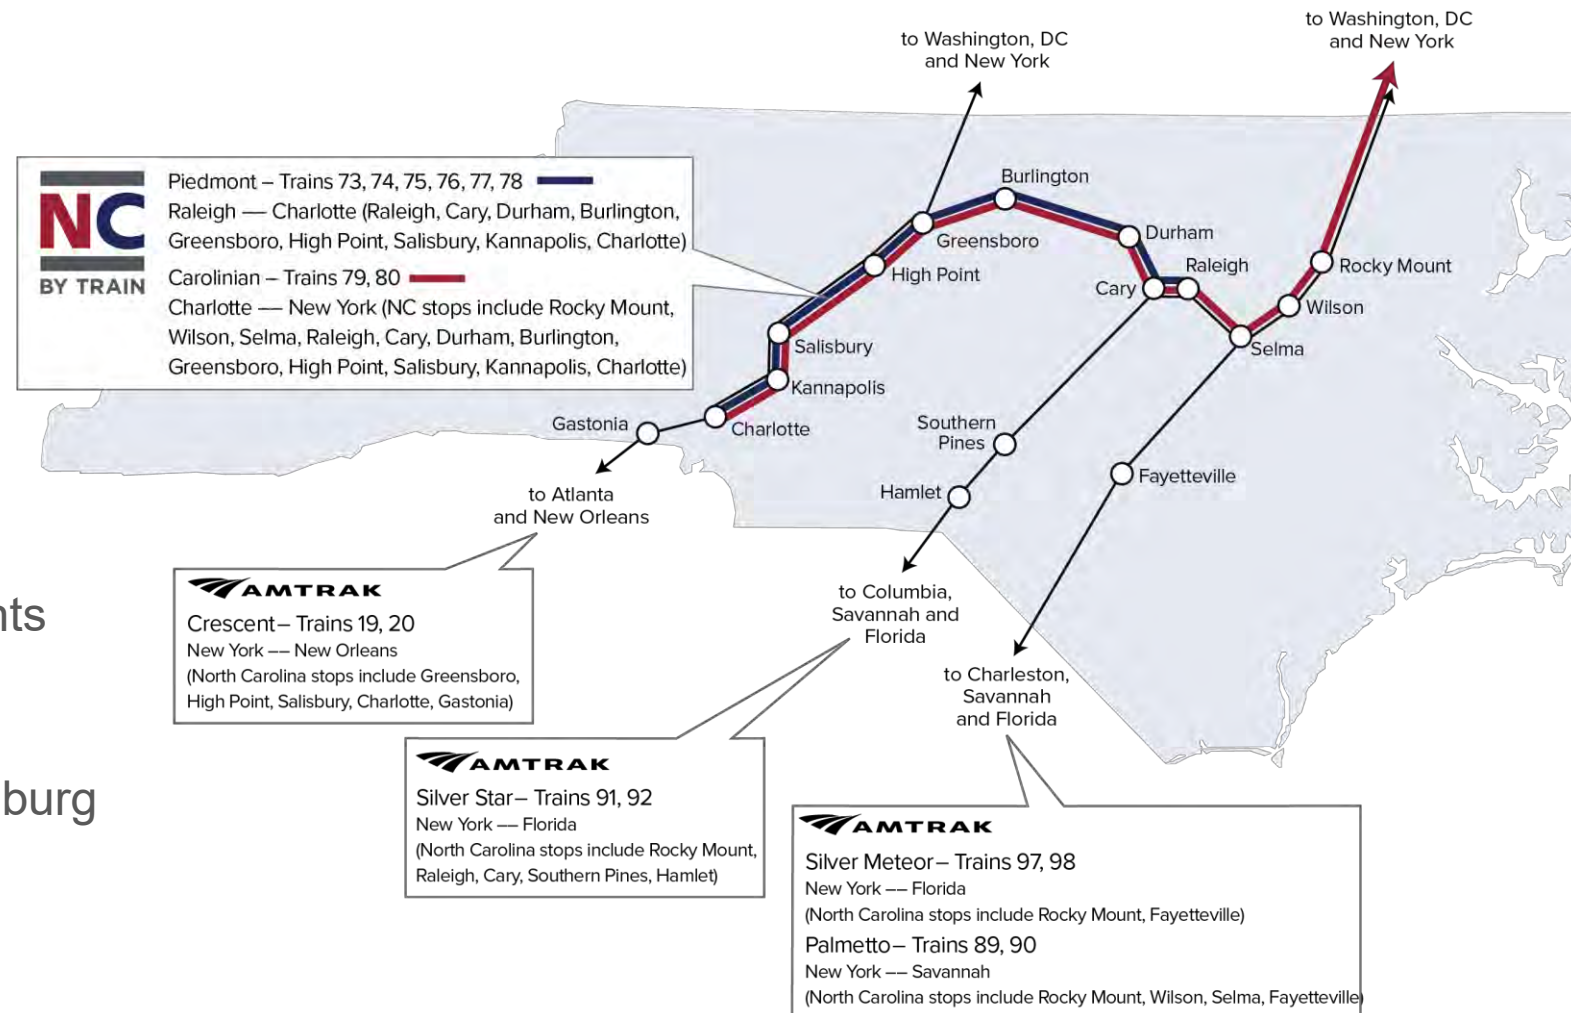 to Washington, DC
and New York
to Washington, DC
and New York
NC
BY TRAIN
Piedmont – Trains 73, 74, 75, 76, 77, 78
Raleigh — Charlotte (Raleigh, Cary, Durham, Burlington,
Greensboro, High Point, Salisbury, Kannapolis, Charlotte)
Carolinian – Trains 79, 80
Charlotte — New York (NC stops include Rocky Mount,
Wilson, Selma, Raleigh, Cary, Durham, Burlington,
Greensboro, High Point, Salisbury, Kannapolis, Charlotte)
Burlington
Greensboro
Durham
High Point
Raleigh
Cary
Rocky Mount
Wilson
Selma
Salisbury
Kannapolis
Gastonia
Charlotte
Southern
Pines
Hamlet
Fayetteville
to Atlanta
and New Orleans
to Columbia,
Savannah and
Florida
to Charleston,
Savannah
and Florida
nts
burg
AMTRAK
Crescent– Trains 19, 20
New York –– New Orleans
(North Carolina stops include Greensboro,
High Point, Salisbury, Charlotte, Gastonia)
AMTRAK
Silver Star– Trains 91, 92
New York –– Florida
(North Carolina stops include Rocky Mount,
Raleigh, Cary, Southern Pines, Hamlet)
AMTRAK
Silver Meteor– Trains 97, 98
New York –– Florida
(North Carolina stops include Rocky Mount, Fayetteville)
Palmetto– Trains 89, 90
New York –– Savannah
(North Carolina stops include Rocky Mount, Wilson, Selma, Fayetteville)